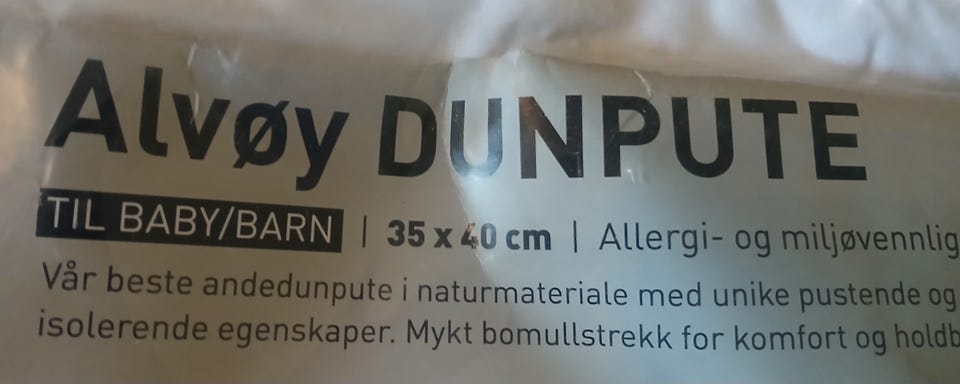 Alvøy DUNPUTE
TIL BABY/BARN | 35 x 40 cm | Allergi- og miljøvennlig
Vår beste andedunpute i naturmateriale med unike pustende og
isolerende egenskaper. Mykt bomullstrekk for komfort og holdb